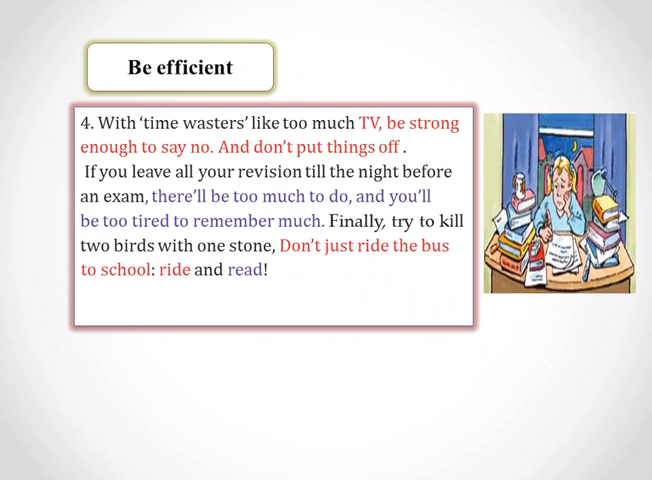 Be efficient
4. With ‘time wasters’ like too much TV, be strong
enough to say no. And don’t put things off .
If you leave all your revision till the night before
an exam, there’ll be too much to do, and you’ll
be too tired to remember much. Finally, try to kill
two birds with one stone, Don’t just ride the bus
to school: ride and read!